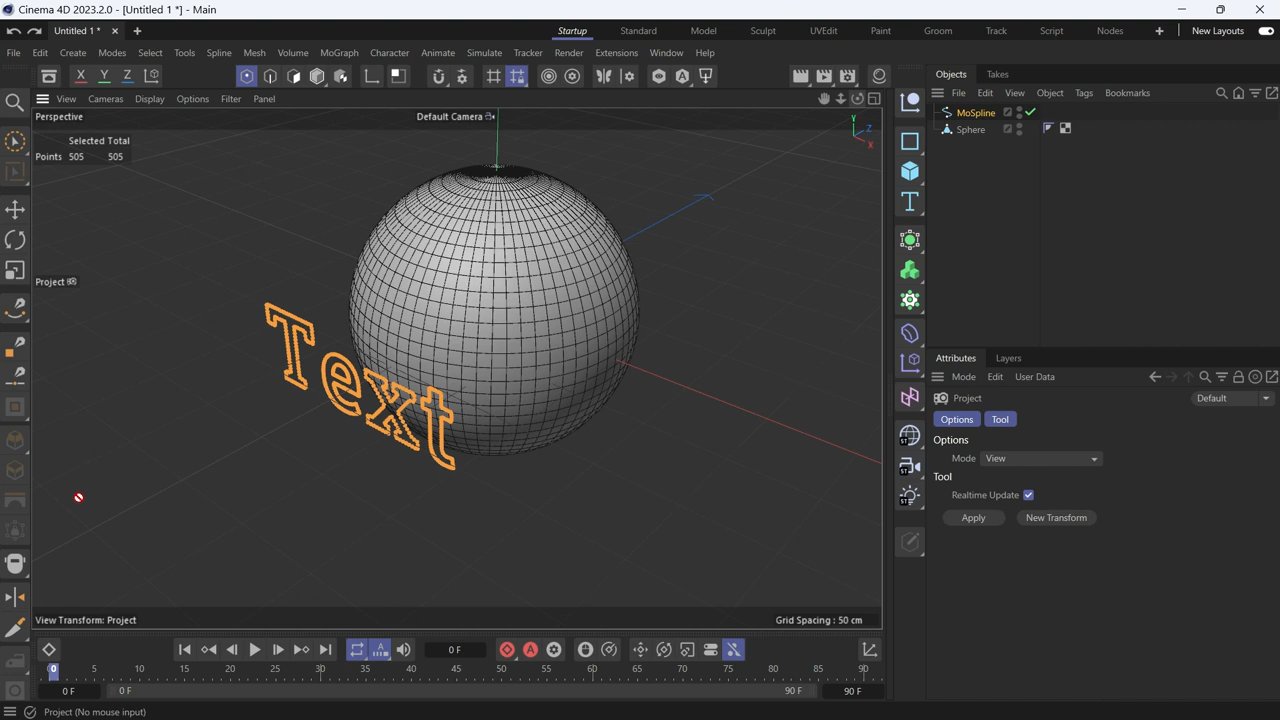 Cinema 4D 2023.2.0 - [Untitled 1 *] - Main
Untitled 1 *
Startup Standard Model Sculpt UVEdit Paint Groom Track Script Nodes New Layouts
File Edit Create Modes Select Tools Spline Mesh Volume MoGraph Character Animate Simulate Tracker Render Extensions Window Help
X Y Z
Objects Takes
File Edit View Object Tags Bookmarks
View Cameras Display Options Filter Panel
Perspective
Default Camera
Y
Z
X
Selected Total
Points 505 505
MoSpline
Sphere
T
Project
Text
Attributes Layers
Mode Edit User Data
Project
Default
Options Tool
Options
Mode View
Tool
Realtime Update
Apply New Transform
ST
ST
ST
View Transform: Project
Grid Spacing : 50 cm
A
0 F
A
0 5 10 15 20 25 30 35 40 45 50 55 60 65 70 75 80 85 90
0 F 0 F 90 F 90 F
Project (No mouse input)